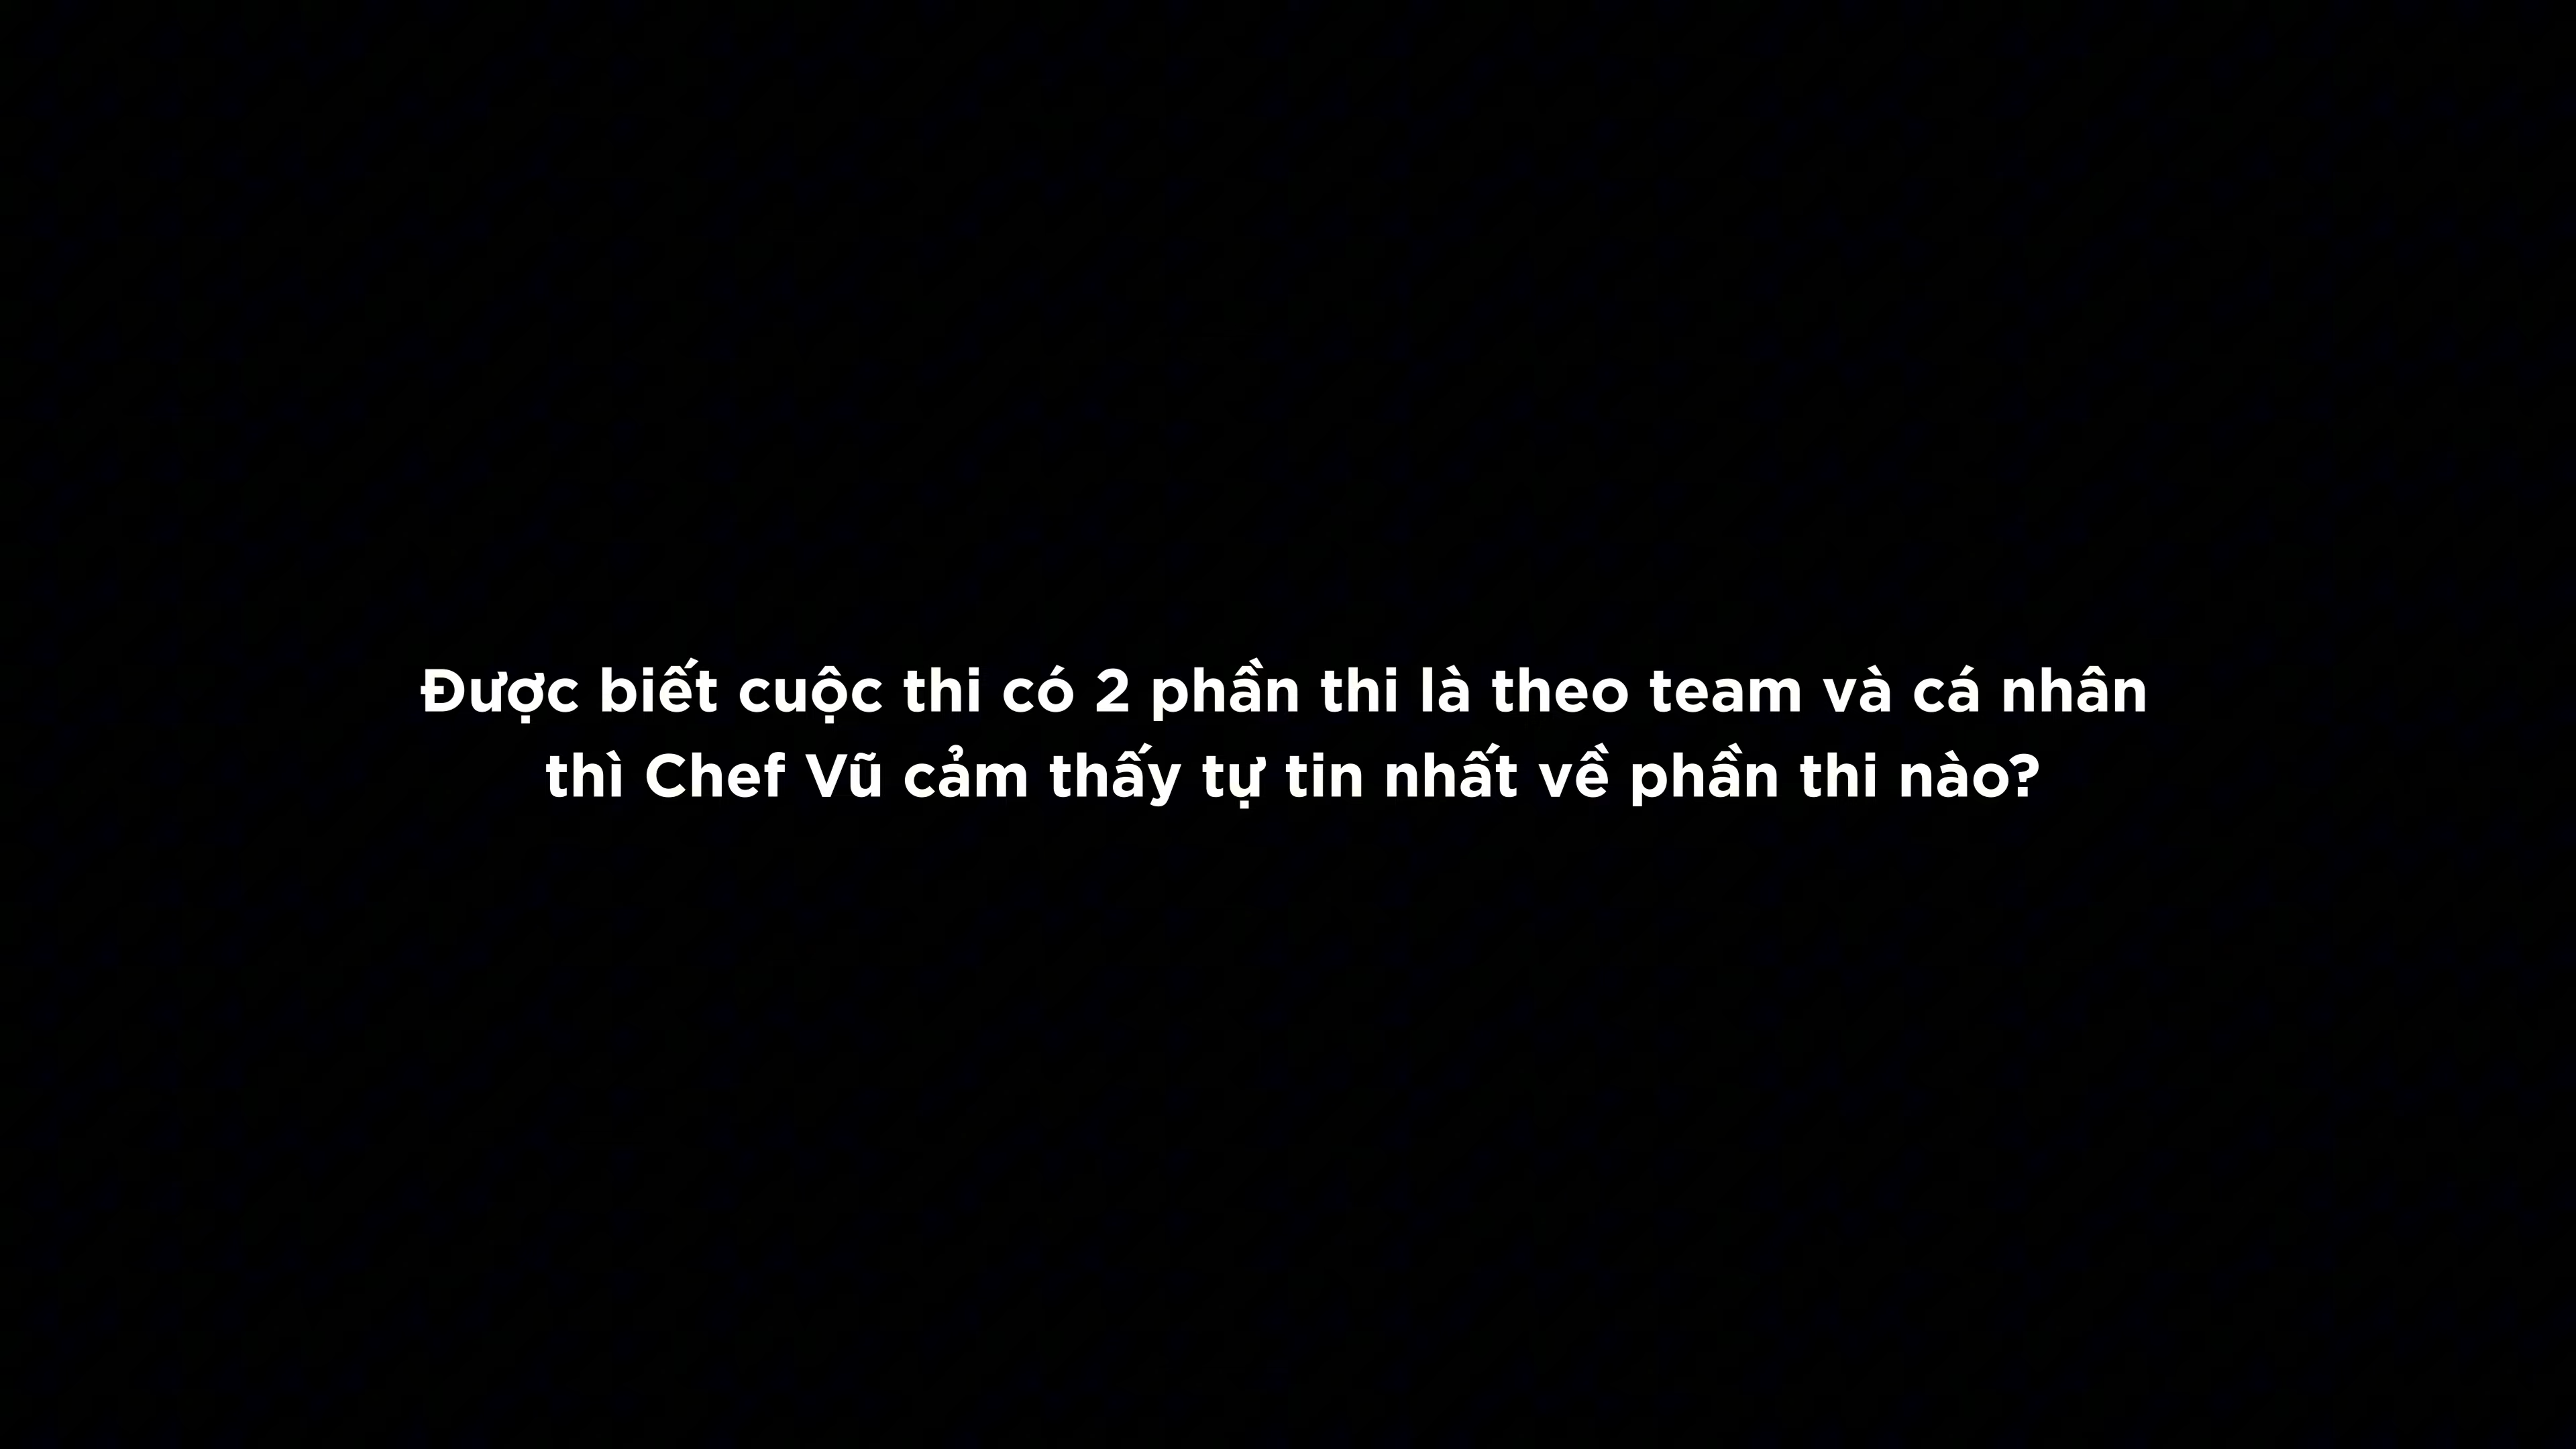 Được biết cuộc thi có 2 phần thi là theo team và cá nhân
thì Chef Vũ cảm thấy tự tin nhất về phần thi nào?